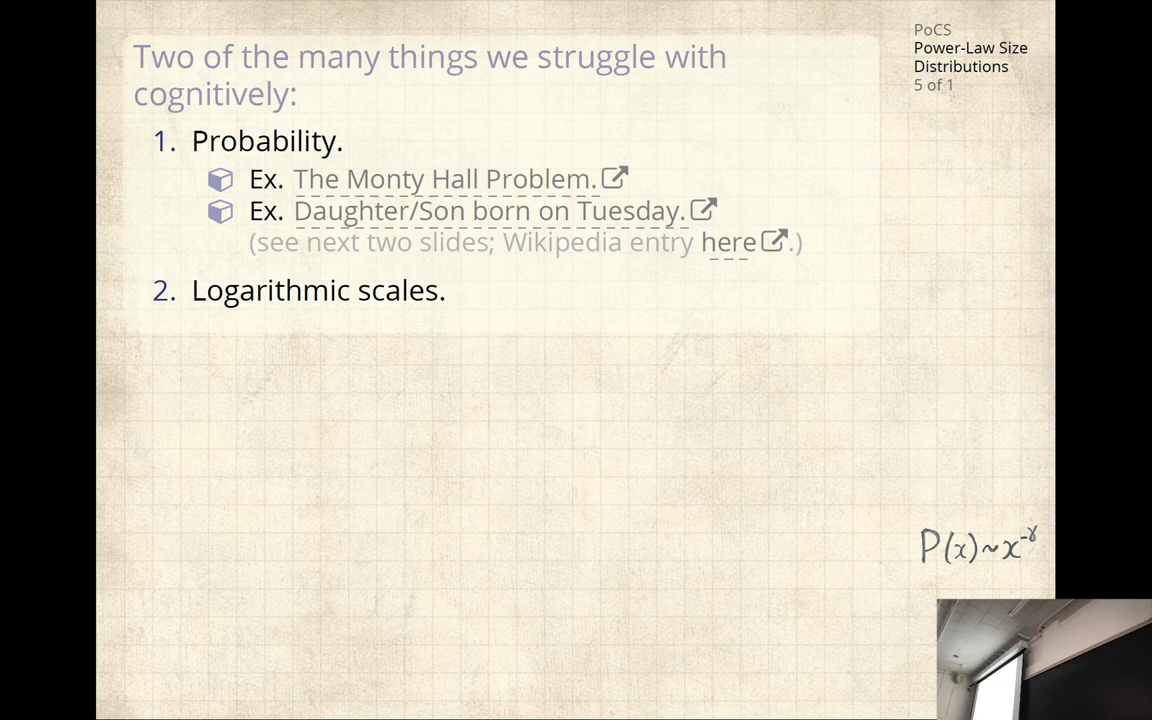 Two of the many things we struggle with
cognitively:
1. Probability.
Ex. The Monty Hall Problem.
Ex. Daughter/Son born on Tuesday.
(see next two slides; Wikipedia entry here.)
2. Logarithmic scales.
PoCS
Power-Law Size
Distributions
5 of 1
P(x)~x^-γ